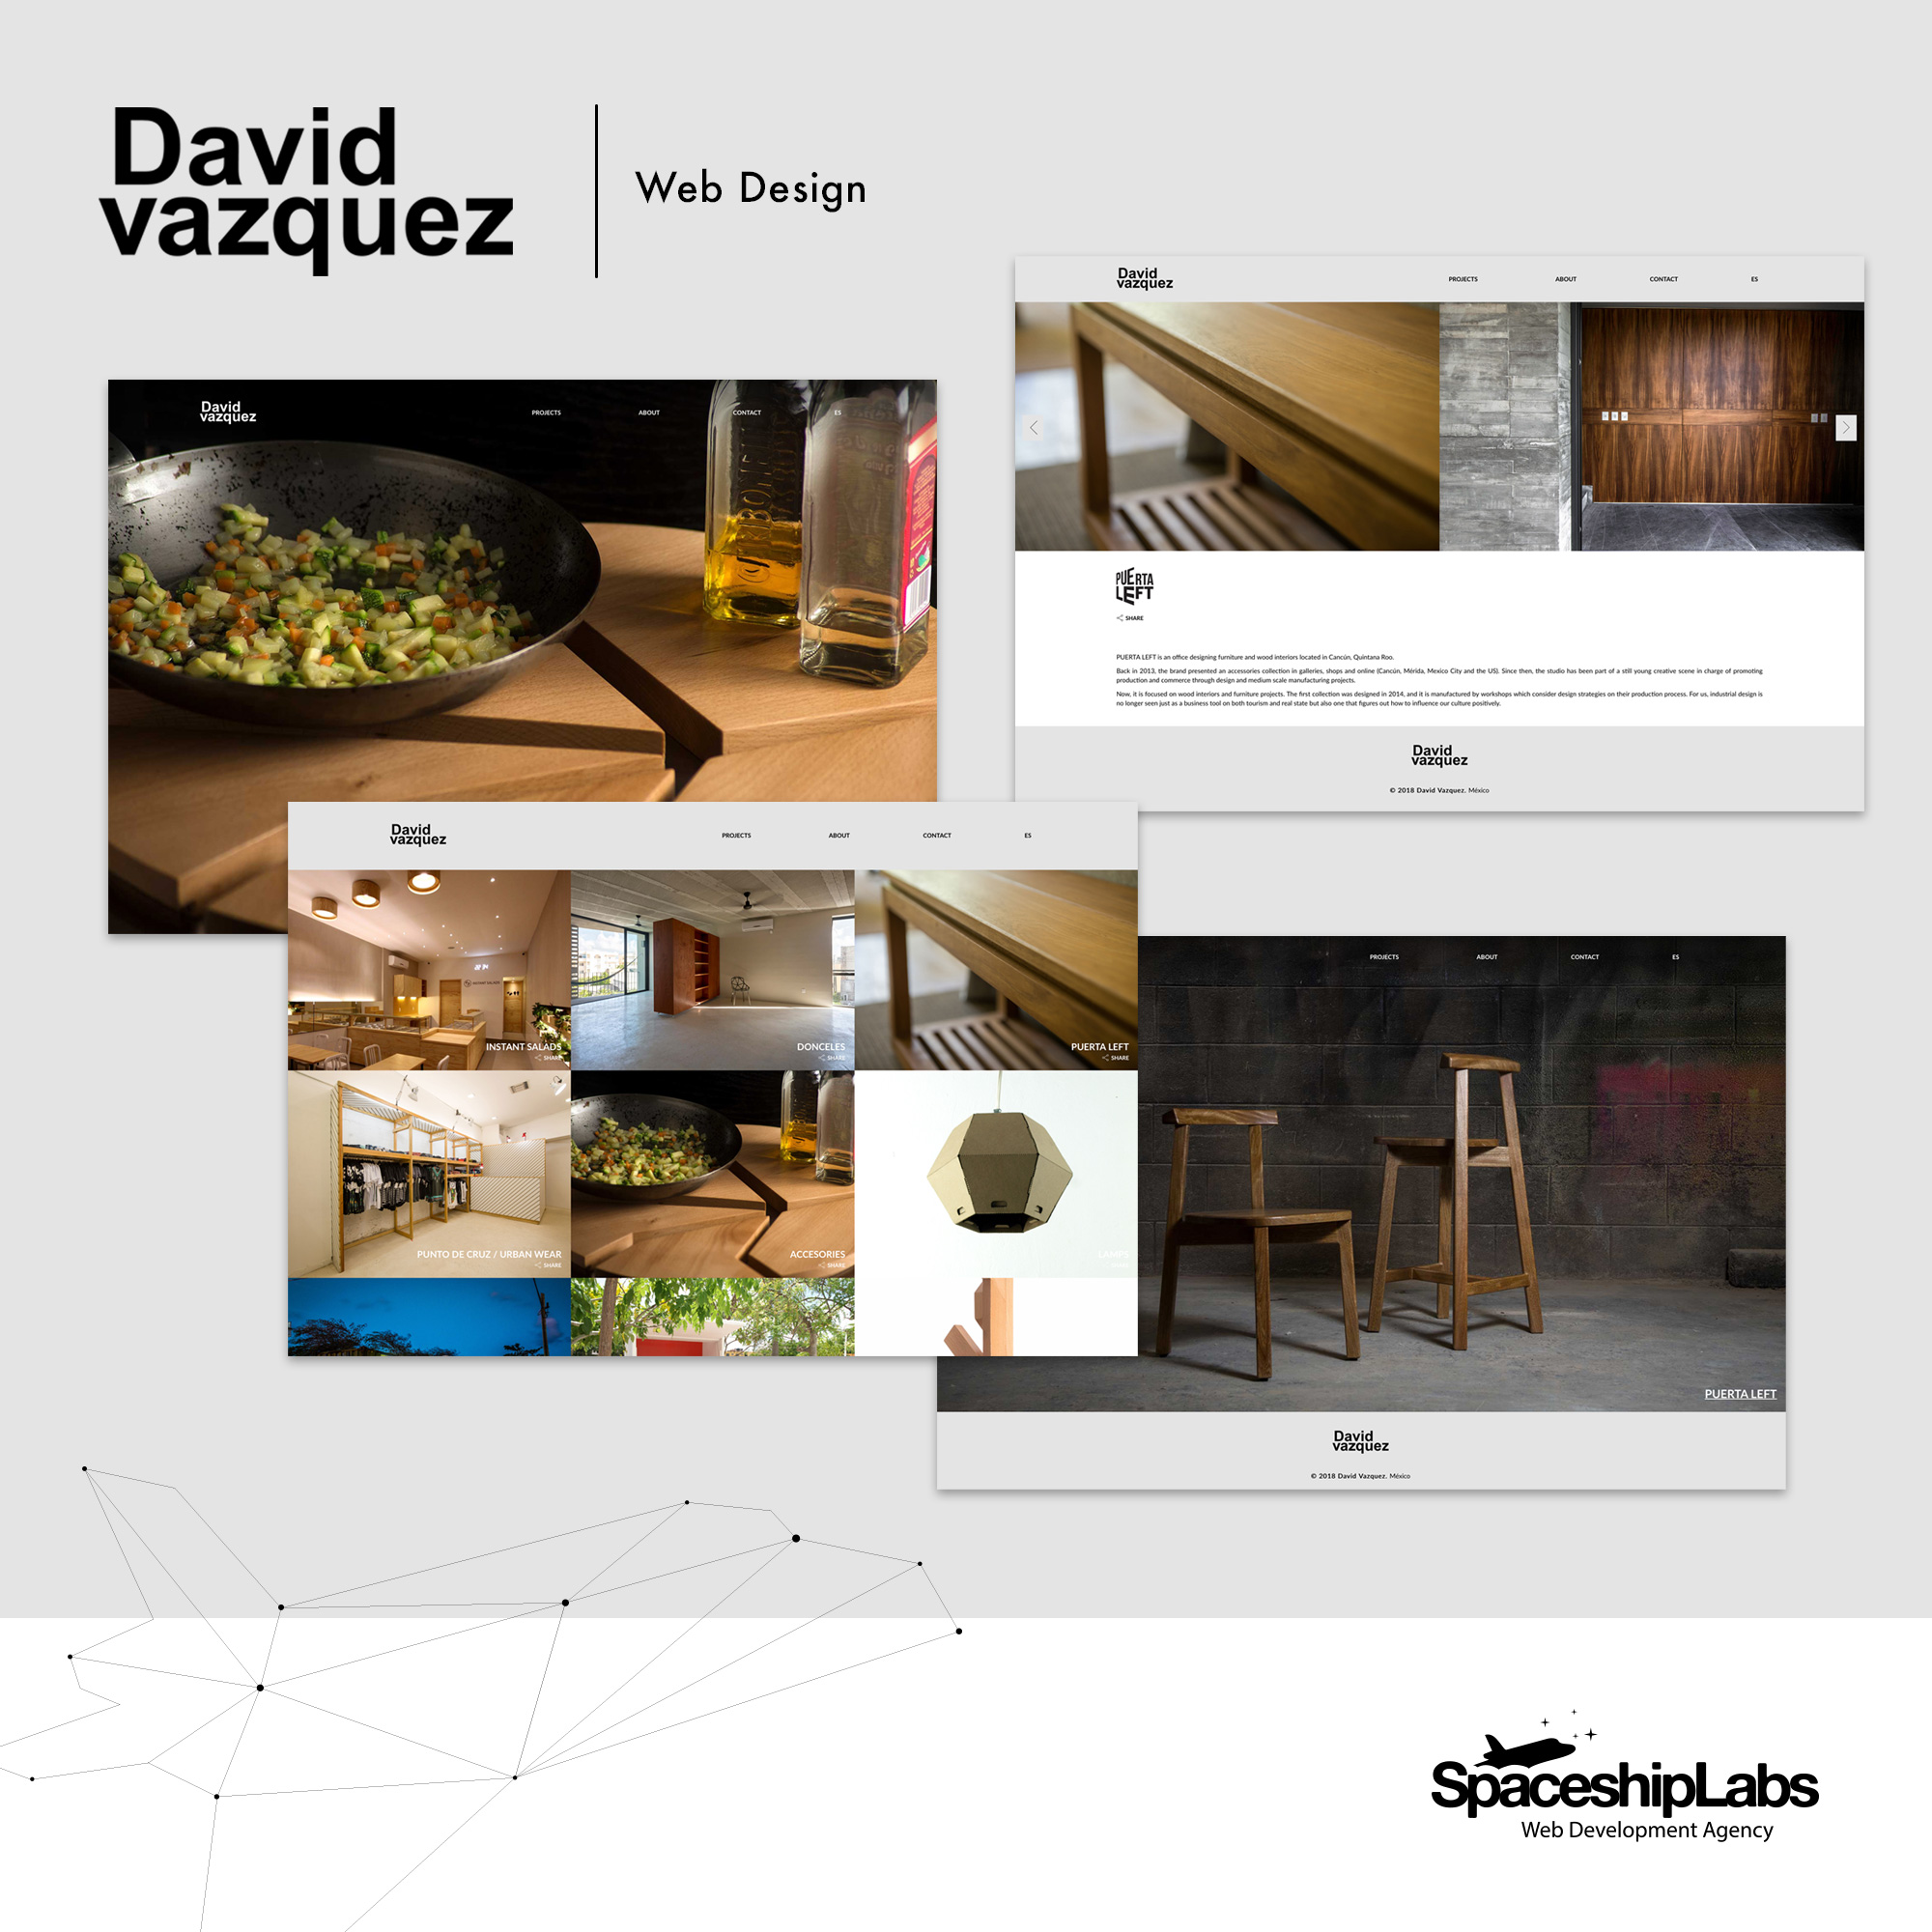 David
vazquez
Web Design
David
vazquez
PROJECTS ABOUT CONTACT ES
David
vazquez
PROJECTS ABOUT CONTACT ES
PUERTA
LEFT
SHARE
PUERTA LEFT is an office designing furniture and wood interiors located in Cancún, Quintana Roo.
Back in 2013, the brand presented an accessories collection in galleries, shops and online (Cancún, Mérida, Mexico City and the US). Since then, the studio has been part of a still young creative scene in charge of promoting
production and commerce through design and medium scale manufacturing projects.
Now, it is focused on wood interiors and furniture projects. The first collection was designed in 2014, and it is manufactured by workshops which consider design strategies on their production process. For us, industrial design is
no longer seen just as a business tool on both tourism and real state but also one that figures out how to influence our culture positively.
David
vazquez
© 2018 David Vazquez. México
David
vazquez
PROJECTS ABOUT CONTACT ES
INSTANT SALADS
SHARE
DONCELES
SHARE
PUERTA LEFT
SHARE
PUNTO DE CRUZ / URBAN WEAR
SHARE
ACCESORIES
SHARE
LAMPS
PROJECTS ABOUT CONTACT ES
PUERTA LEFT
David
vazquez
© 2018 David Vazquez. México
SpaceshipLabs
Web Development Agency